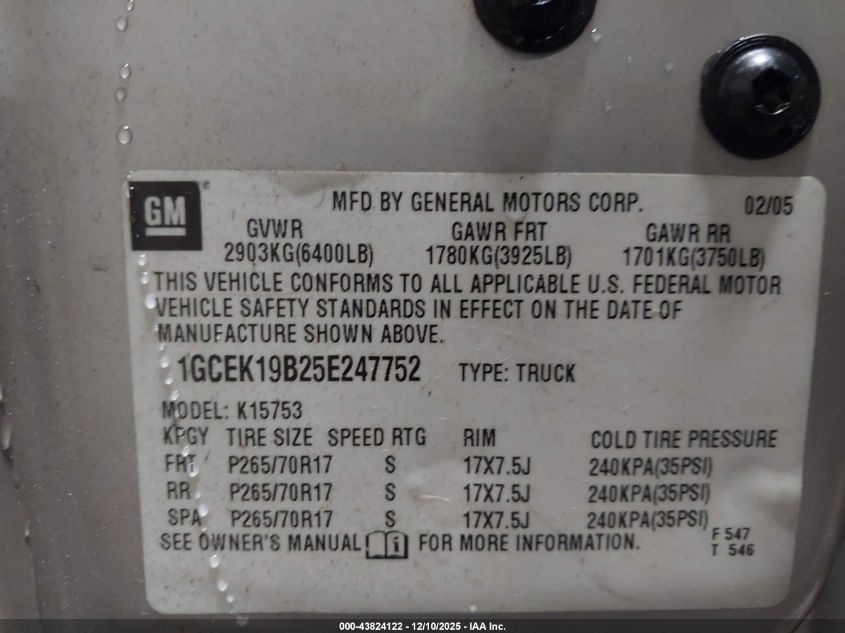 GM
MFD BY GENERAL MOTORS CORP. 02/05
GVWR GAWR FRT GAWR RR
2903KG(6400LB) 1780KG(3925LB) 1701KG(3750LB)
THIS VEHICLE CONFORMS TO ALL APPLICABLE U.S. FEDERAL MOTOR
VEHICLE SAFETY STANDARDS IN EFFECT ON THE DATE OF
MANUFACTURE SHOWN ABOVE.
1GCEK19B25E247752 TYPE: TRUCK
MODEL: K15753
KPGY TIRE SIZE SPEED RTG RIM COLD TIRE PRESSURE
FRT P265/70R17 S 17X7.5J 240KPA(35PSI)
RR P265/70R17 S 17X7.5J 240KPA(35PSI)
SPA P265/70R17 S 17X7.5J 240KPA(35PSI)
SEE OWNER'S MANUAL i FOR MORE INFORMATION.
F 547
T 546
000-43824122 - 12/10/2025 - IAA Inc.